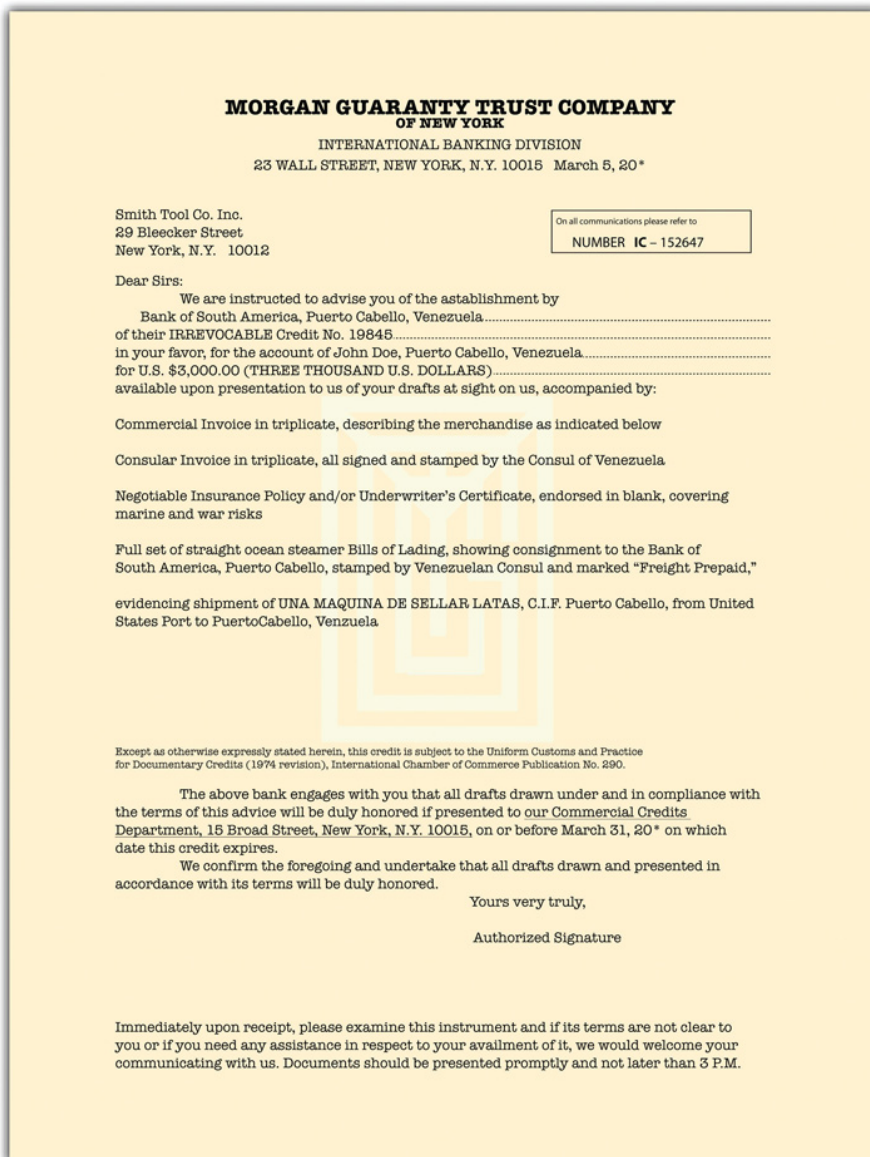 MORGAN GUARANTY TRUST COMPANY
OF NEW YORK
INTERNATIONAL BANKING DIVISION
23 WALL STREET, NEW YORK, N.Y. 10015 March 5, 20*
Smith Tool Co. Inc.
29 Bleecker Street
New York, N.Y. 10012
On all communications please refer to
NUMBER IC – 152647
Dear Sirs:
We are instructed to advise you of the astablishment by
Bank of South America, Puerto Cabello, Venezuela
of their IRREVOCABLE Credit No. 19845
in your favor, for the account of John Doe, Puerto Cabello, Venezuela
for U.S. $3,000.00 (THREE THOUSAND U.S. DOLLARS)
available upon presentation to us of your drafts at sight on us, accompanied by:
Commercial Invoice in triplicate, describing the merchandise as indicated below
Consular Invoice in triplicate, all signed and stamped by the Consul of Venezuela
Negotiable Insurance Policy and/or Underwriter's Certificate, endorsed in blank, covering
marine and war risks
Full set of straight ocean steamer Bills of Lading, showing consignment to the Bank of
South America, Puerto Cabello, stamped by Venezuelan Consul and marked “Freight Prepaid,”
evidencing shipment of UNA MAQUINA DE SELLAR LATAS, C.I.F. Puerto Cabello, from United
States Port to PuertoCabello, Venzuela
Except as otherwise expressly stated herein, this credit is subject to the Uniform Customs and Practice
for Documentary Credits (1974 revision), International Chamber of Commerce Publication No. 290.
The above bank engages with you that all drafts drawn under and in compliance with
the terms of this advice will be duly honored if presented to our Commercial Credits
Department, 15 Broad Street, New York, N.Y. 10015, on or before March 31, 20* on which
date this credit expires.
We confirm the foregoing and undertake that all drafts drawn and presented in
accordance with its terms will be duly honored.
Yours very truly,
Authorized Signature
Immediately upon receipt, please examine this instrument and if its terms are not clear to
you or if you need any assistance in respect to your availment of it, we would welcome your
communicating with us. Documents should be presented promptly and not later than 3 P.M.